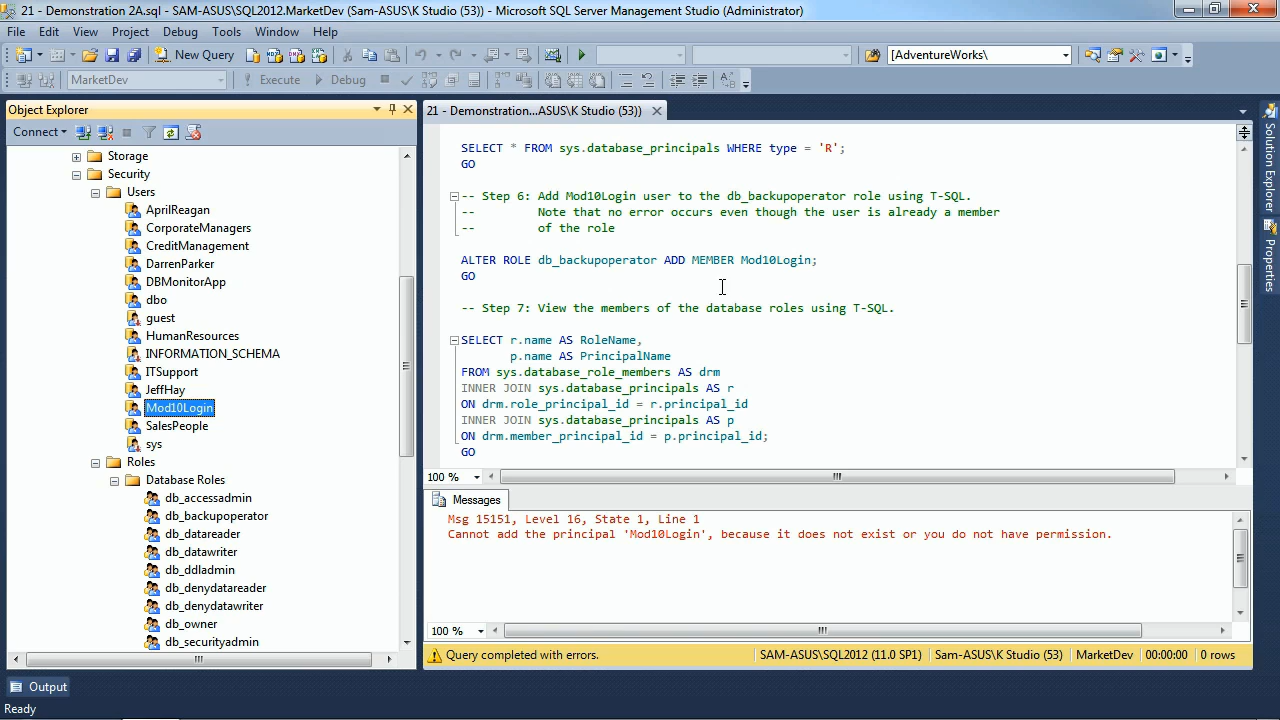 21 - Demonstration 2A.sql - SAM-ASUS\SQL2012.MarketDev (Sam-ASUS\K Studio (53)) - Microsoft SQL Server Management Studio (Administrator)
File Edit View Project Debug Tools Window Help
New Query
[AdventureWorks\
MarketDev
Execute
Debug
Object Explorer
Connect
Storage
Security
Users
AprilReagan
CorporateManagers
CreditManagement
DarrenParker
DBMonitorApp
dbo
guest
HumanResources
INFORMATION_SCHEMA
ITSupport
JeffHay
Mod10Login
SalesPeople
sys
Roles
Database Roles
db_accessadmin
db_backupoperator
db_datareader
db_datawriter
db_ddladmin
db_denydatareader
db_denydatawriter
db_owner
db_securityadmin
21 - Demonstration...ASUS\K Studio (53))
SELECT * FROM sys.database_principals WHERE type = 'R';
GO
-- Step 6: Add Mod10Login user to the db_backupoperator role using T-SQL.
-- Note that no error occurs even though the user is already a member
-- of the role
ALTER ROLE db_backupoperator ADD MEMBER Mod10Login;
GO
-- Step 7: View the members of the database roles using T-SQL.
SELECT r.name AS RoleName,
p.name AS PrincipalName
FROM sys.database_role_members AS drm
INNER JOIN sys.database_principals AS r
ON drm.role_principal_id = r.principal_id
INNER JOIN sys.database_principals AS p
ON drm.member_principal_id = p.principal_id;
GO
100 %
Messages
Msg 15151, Level 16, State 1, Line 1
Cannot add the principal 'Mod10Login', because it does not exist or you do not have permission.
100 %
Query completed with errors.
SAM-ASUS\SQL2012 (11.0 SP1)
Sam-ASUS\K Studio (53)
MarketDev
00:00:00
0 rows
Solution Explorer
Properties
Output
Ready